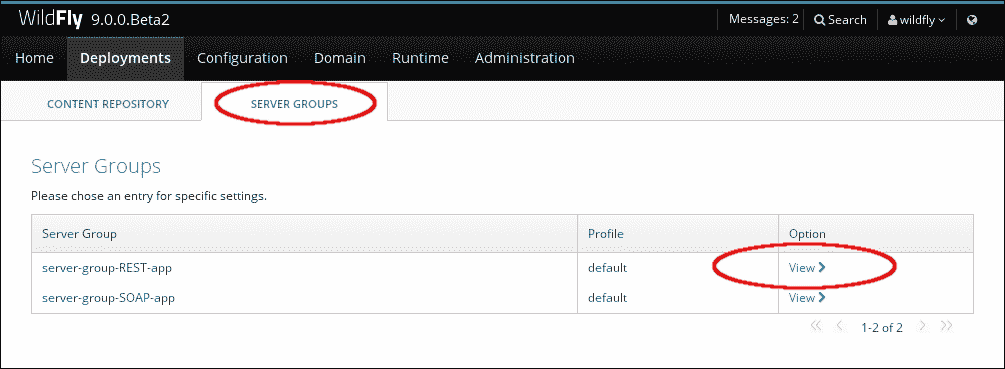 WildFly 9.0.0.Beta2 Messages: 2 Search wildfly
Home Deployments Configuration Domain Runtime Administration
CONTENT REPOSITORY SERVER GROUPS
Server Groups
Please chose an entry for specific settings.
Server Group Profile Option
server-group-REST-app default View
server-group-SOAP-app default View
1-2 of 2